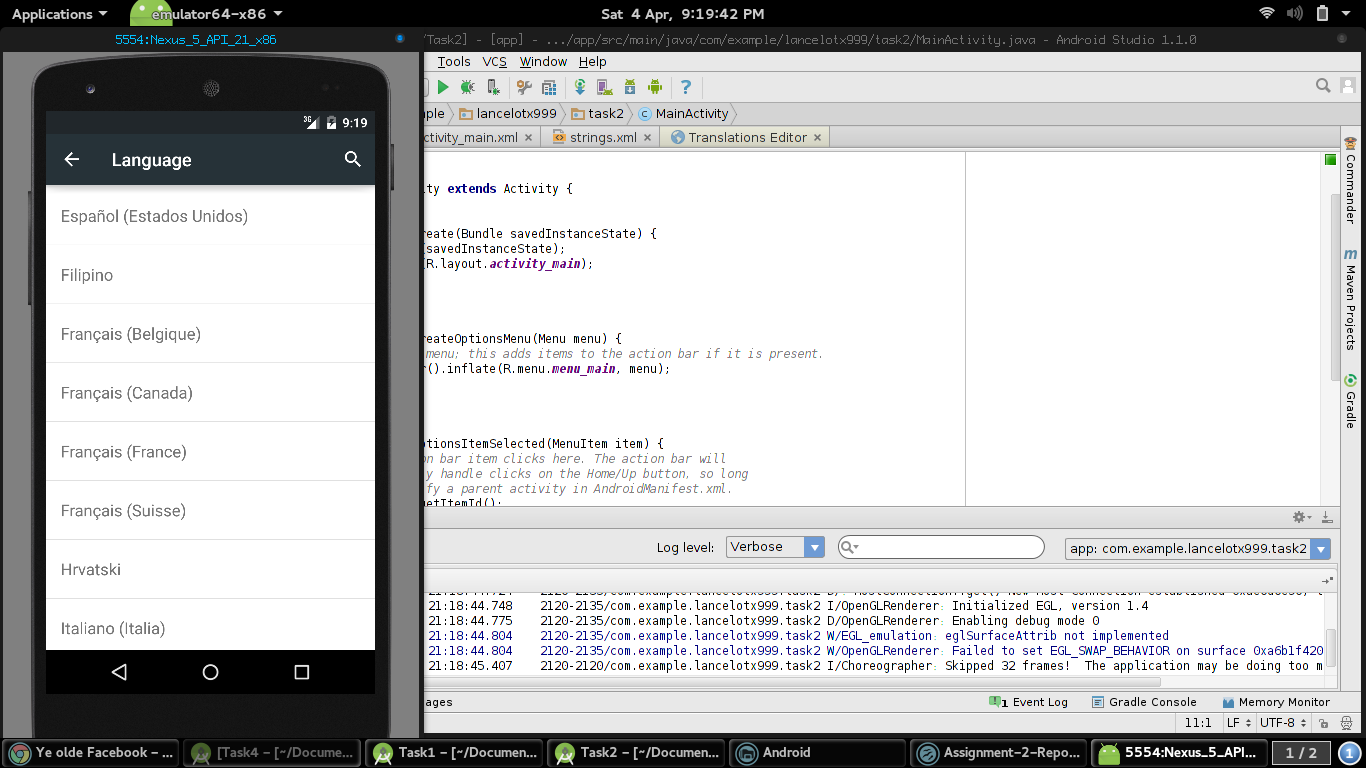 Applications emulator64-x86 Sat 4 Apr, 9:19:42 PM
5554:Nexus_5_API_21_x86
/Task2] - [app] - .../app/src/main/java/com/example/lancelotx999/task2/MainActivity.java - Android Studio 1.1.0
Tools VCS Window Help
ple lancelotx999 task2 MainActivity
ctivity_main.xml strings.xml Translations Editor
3G 9:19
Language
Español (Estados Unidos)
Filipino
Français (Belgique)
Français (Canada)
Français (France)
Français (Suisse)
Hrvatski
Italiano (Italia)
ity extends Activity {
reate(Bundle savedInstanceState) {
(savedInstanceState);
(R.layout.activity_main);
reateOptionsMenu(Menu menu) {
menu; this adds items to the action bar if it is present.
r().inflate(R.menu.menu_main, menu);
ptionsItemSelected(MenuItem item) {
on bar item clicks here. The action bar will
y handle clicks on the Home/Up button, so long
fy a parent activity in AndroidManifest.xml.
getItemId();
Commander
Maven Projects
Gradle
Log level: Verbose app: com.example.lancelotx999.task2
21:18:44.748 2120-2135/com.example.lancelotx999.task2 I/OpenGLRenderer: Initialized EGL, version 1.4
21:18:44.775 2120-2135/com.example.lancelotx999.task2 D/OpenGLRenderer: Enabling debug mode 0
21:18:44.804 2120-2135/com.example.lancelotx999.task2 W/EGL_emulation: eglSurfaceAttrib not implemented
21:18:44.804 2120-2135/com.example.lancelotx999.task2 W/OpenGLRenderer: Failed to set EGL_SWAP_BEHAVIOR on surface 0xa6b1f420
21:18:45.407 2120-2120/com.example.lancelotx999.task2 I/Choreographer: Skipped 32 frames! The application may be doing too m
ages 1 Event Log Gradle Console Memory Monitor
11:1 LF UTF-8
Ye olde Facebook – ... [Task4 – [~/Docume... Task1 – [~/Documen... Task2 – [~/Documen... Android Assignment-2-Repo... 5554:Nexus_5_API... 1 / 2 1